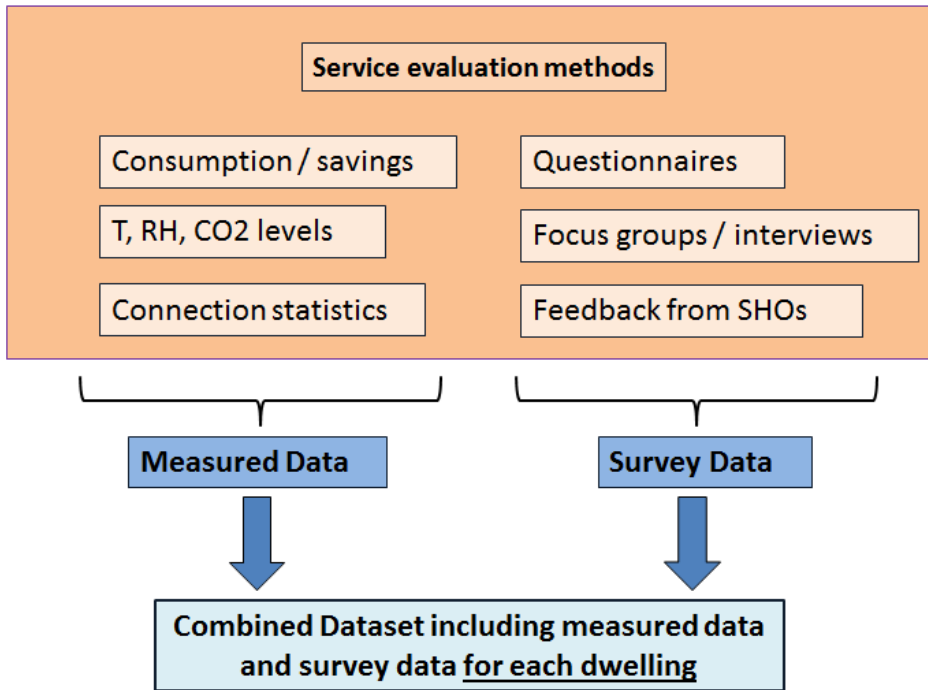 Service evaluation methods
Consumption / savings
Questionnaires
T, RH, CO2 levels
Focus groups / interviews
Connection statistics
Feedback from SHOs
Measured Data
Survey Data
Combined Dataset including measured data
and survey data for each dwelling